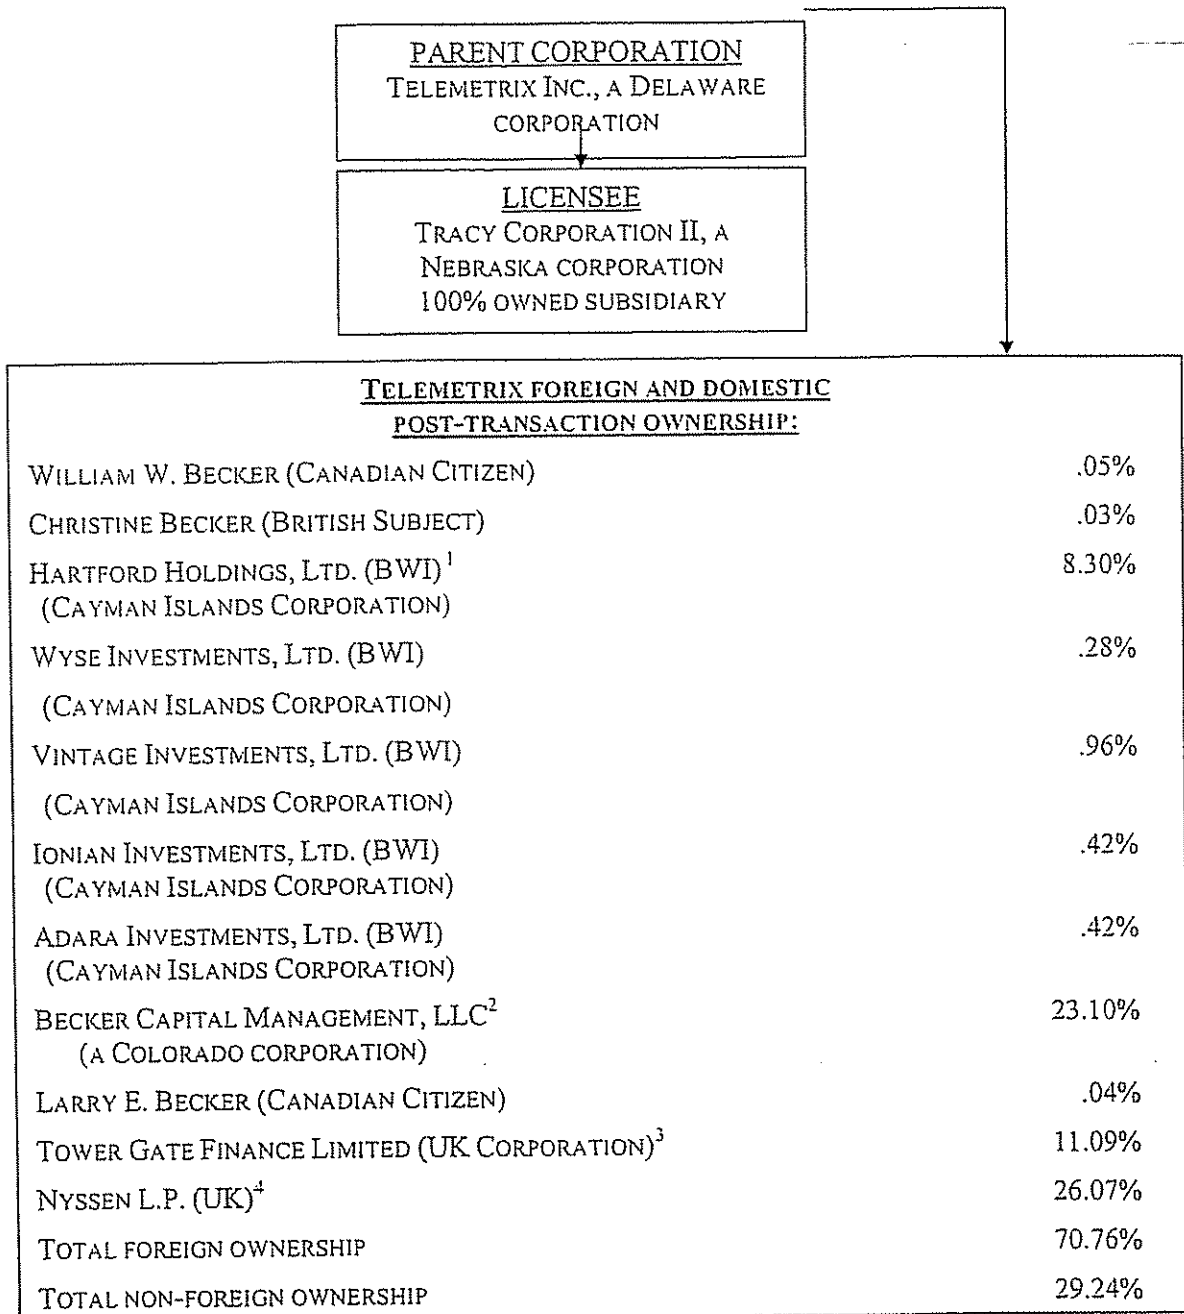 PARENT CORPORATION
TELEMETRIX INC., A DELAWARE
CORPORATION
LICENSEE
TRACY CORPORATION II, A
NEBRASKA CORPORATION
100% OWNED SUBSIDIARY
TELEMETRIX FOREIGN AND DOMESTIC
POST-TRANSACTION OWNERSHIP:
WILLIAM W. BECKER (CANADIAN CITIZEN) .05%
CHRISTINE BECKER (BRITISH SUBJECT) .03%
HARTFORD HOLDINGS, LTD. (BWI)¹ 8.30%
(CAYMAN ISLANDS CORPORATION)
WYSE INVESTMENTS, LTD. (BWI) .28%
(CAYMAN ISLANDS CORPORATION)
VINTAGE INVESTMENTS, LTD. (BWI) .96%
(CAYMAN ISLANDS CORPORATION)
IONIAN INVESTMENTS, LTD. (BWI) .42%
(CAYMAN ISLANDS CORPORATION)
ADARA INVESTMENTS, LTD. (BWI) .42%
(CAYMAN ISLANDS CORPORATION)
BECKER CAPITAL MANAGEMENT, LLC² 23.10%
(A COLORADO CORPORATION)
LARRY E. BECKER (CANADIAN CITIZEN) .04%
TOWER GATE FINANCE LIMITED (UK CORPORATION)³ 11.09%
NYSSEN L.P. (UK)⁴ 26.07%
TOTAL FOREIGN OWNERSHIP 70.76%
TOTAL NON-FOREIGN OWNERSHIP 29.24%